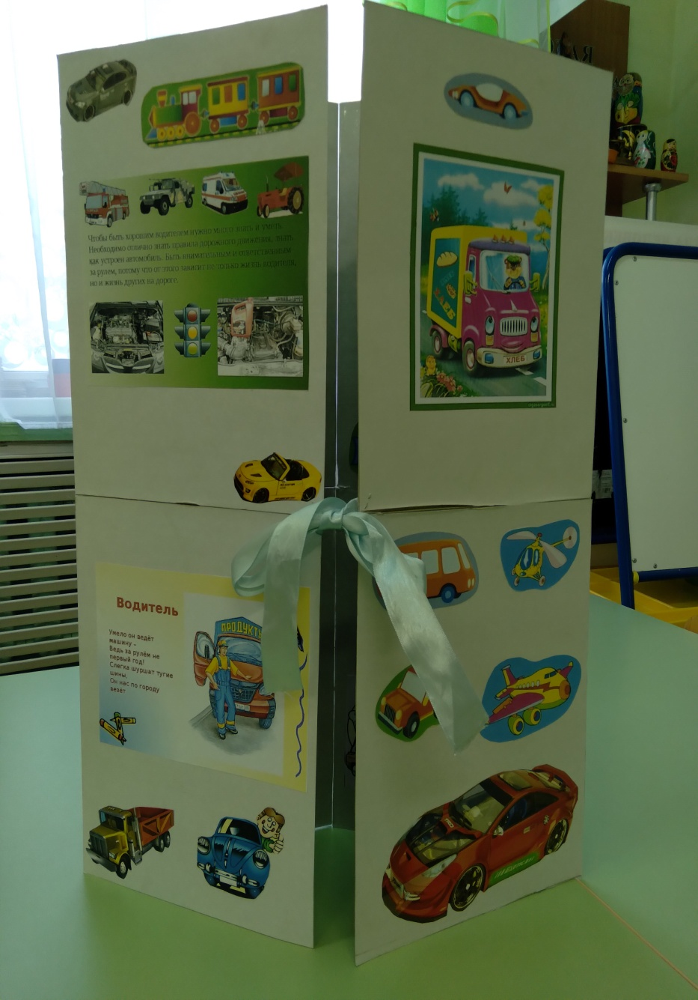 Чтобы быть хорошим водителем нужно много знать и уметь
Необходимо отлично знать правила дорожного движения, знать
как устроен автомобиль. Быть внимательным и ответственным
за рулем, потому что от этого зависит не только жизнь водителя,
но и жизнь других на дороге.
ХЛЕБ
ХЛЕБ
Водитель
Умело он ведёт
машину –
Ведь за рулём не
первый год!
Слегка шуршат тугие
шины,
Он нас по городу
везёт
ПРОДУКТЫ